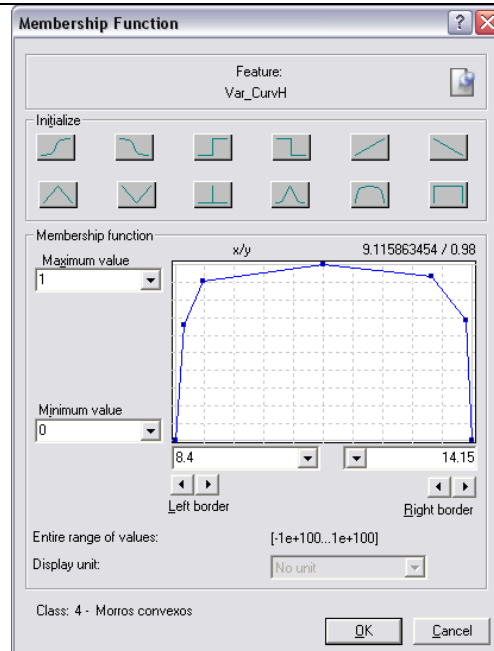 Membership Function
Feature:
Var_CurvH
Initialize
Membership function
x/y 9.115863454 / 0.98
Maximum value
1
Minimum value
0
8.4 14.15
Left border
Right border
Entire range of values: [-1e+100...1e+100]
Display unit: No unit
Class: 4 - Morros convexos
OK Cancel